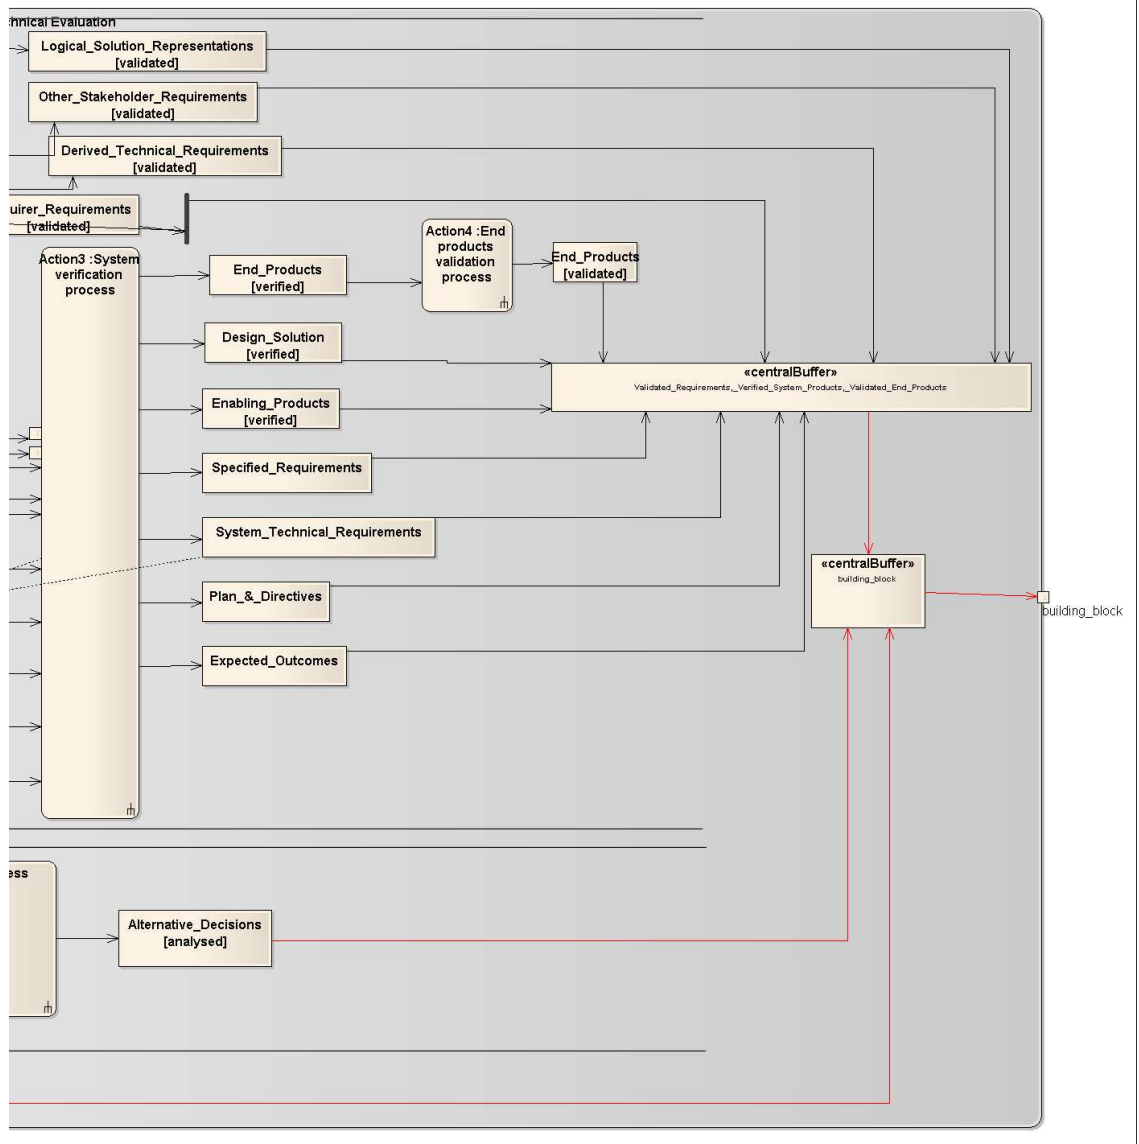 hnical Evaluation
Logical_Solution_Representations
[validated]
Other_Stakeholder_Requirements
[validated]
Derived_Technical_Requirements
[validated]
uirer_Requirements
[validated]
Action3 :System
verification
process
End_Products
[verified]
Action4 :End
products
validation
process
End_Products
[validated]
Design_Solution
[verified]
«centralBuffer»
Validated_Requirements,_Verified_System_Products,_Validated_End_Products
Enabling_Products
[verified]
Specified_Requirements
System_Technical_Requirements
«centralBuffer»
building_block
Plan_&_Directives
building_block
Expected_Outcomes
ess
Alternative_Decisions
[analysed]